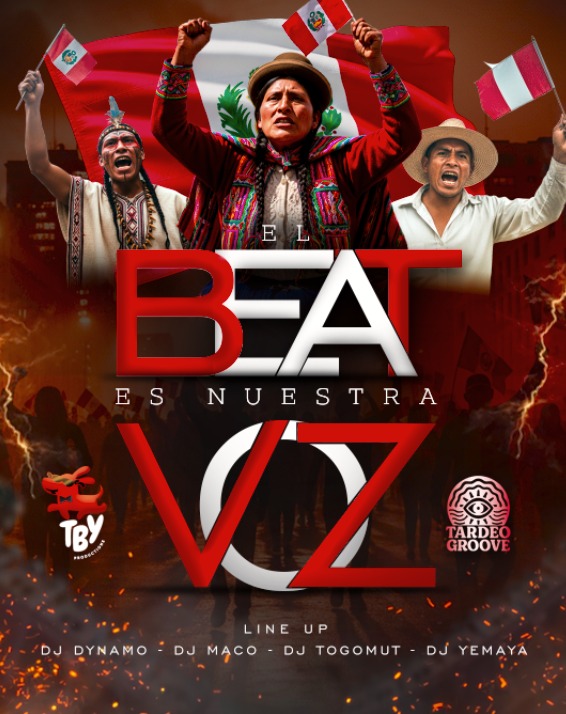 EL
BEAT
ES NUESTRA
VOZ
TBY
PRODUCTIONS
TARDEO
GROOVE
LINE UP
DJ DYNAMO - DJ MACO - DJ TOGOMUT - DJ YEMAYA